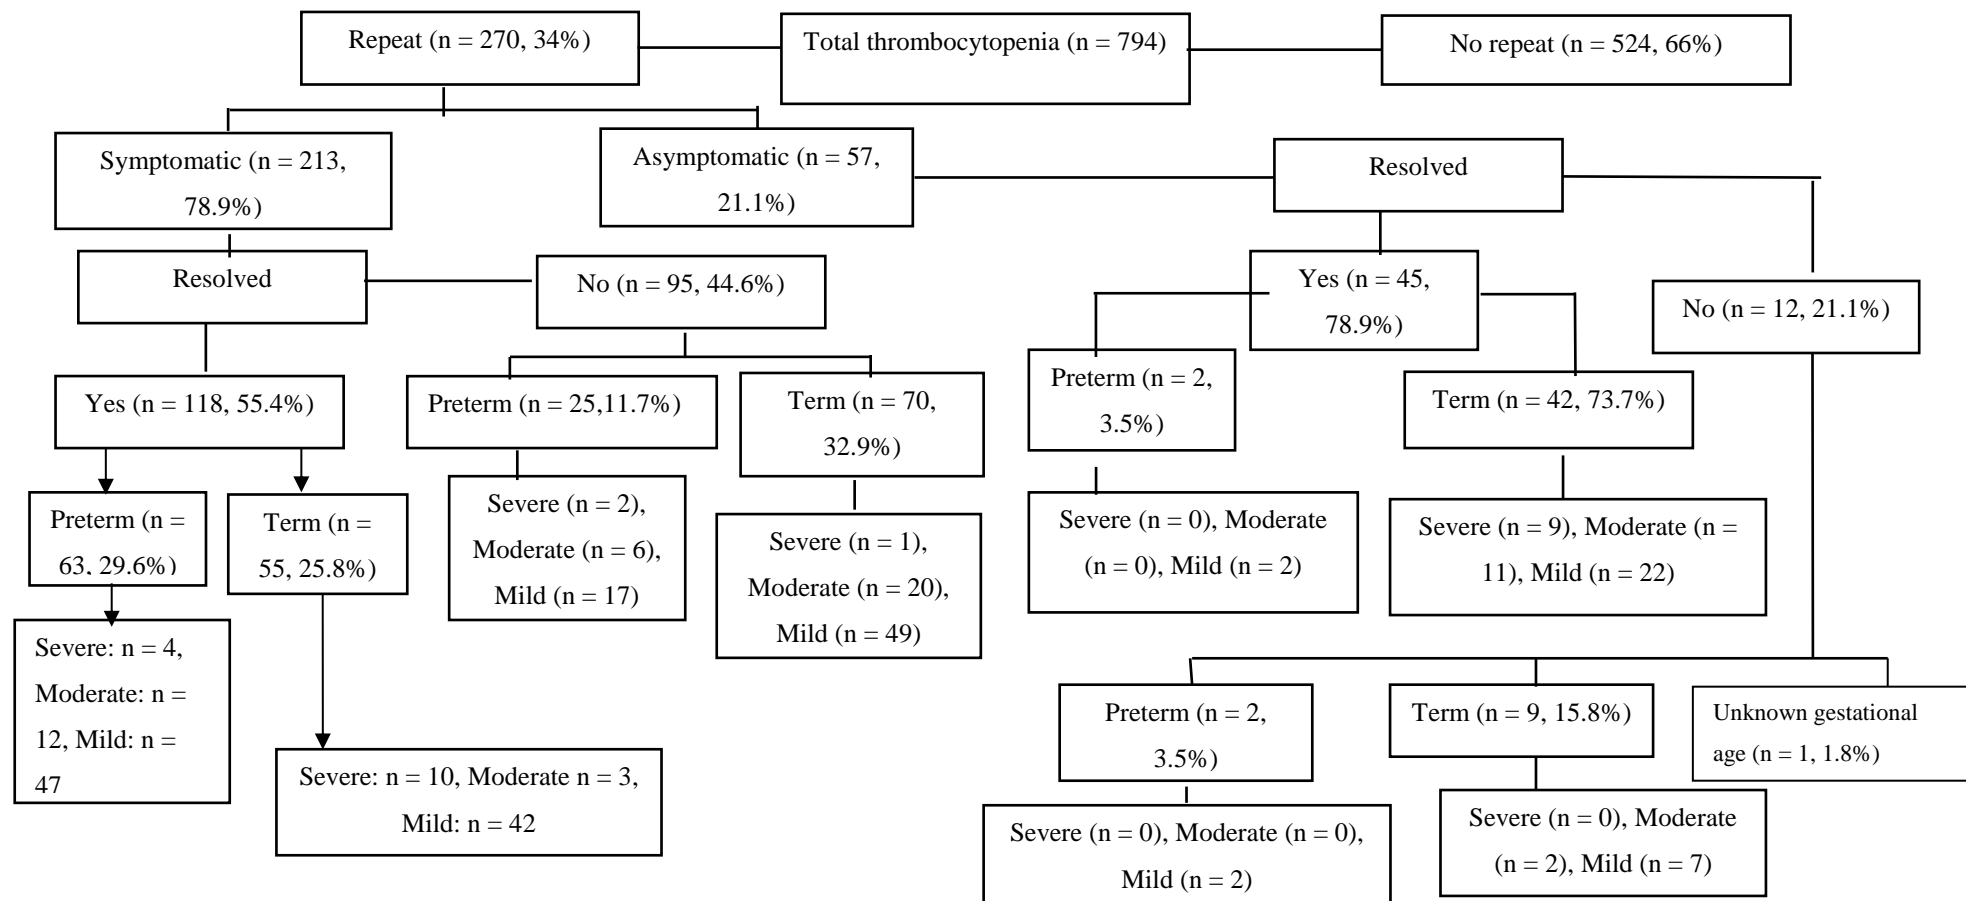 Repeat (n = 270, 34%)
Total thrombocytopenia (n = 794)
No repeat (n = 524, 66%)
Symptomatic (n = 213,
78.9%)
Asymptomatic (n = 57,
21.1%)
Resolved
Resolved
No (n = 95, 44.6%)
Yes (n = 45,
78.9%)
No (n = 12, 21.1%)
Yes (n = 118, 55.4%)
Preterm (n = 25,11.7%)
Term (n = 70,
32.9%)
Preterm (n = 2,
3.5%)
Term (n = 42, 73.7%)
Preterm (n =
63, 29.6%)
Term (n =
55, 25.8%)
Severe (n = 2),
Moderate (n = 6),
Mild (n = 17)
Severe (n = 1),
Moderate (n = 20),
Mild (n = 49)
Severe (n = 0), Moderate
(n = 0), Mild (n = 2)
Severe (n = 9), Moderate (n =
11), Mild (n = 22)
Severe: n = 4,
Moderate: n =
12, Mild: n =
47
Severe: n = 10, Moderate n = 3,
Mild: n = 42
Preterm (n = 2,
3.5%)
Term (n = 9, 15.8%)
Unknown gestational
age (n = 1, 1.8%)
Severe (n = 0), Moderate (n = 0),
Mild (n = 2)
Severe (n = 0), Moderate
(n = 2), Mild (n = 7)